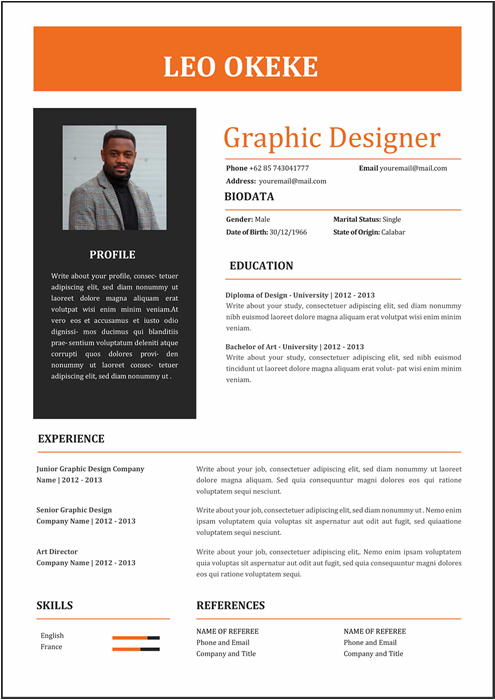 LEO OKEKE
Graphic Designer
Phone +62 85 743041777 Email youremail@mail.com
Address: youremail@mail.com
BIODATA
Gender: Male Marital Status: Single
Date of Birth: 30/12/1966 State of Origin: Calabar
PROFILE
Write about your profile, consec- tetuer
adipiscing elit, sed diam nonummy ut
laoreet dolore magna aliquam erat
volutpat wisi enim minim veniam.At
vero eos et accusamus et iusto odio
dignissi- mos ducimus qui blanditiis
prae- sentium voluptatum deleniti atque
corrupti quos dolores provi- den
nonummy ut laoreet consec- tetuer
adipiscing elit, sed diam nonummy ut .
EDUCATION
Diploma of Design - University | 2012 - 2013
Write about your study, consectetuer adipiscing elit, sed diam nonummy
nibh euismod laoreet dolore magna aliquam erat volutpat wisi enim minim
veniam.
Bachelor of Art - University | 2012 - 2013
Write about your study, consectetuer adipiscing elit, sed nibh euismod
tincidunt ut laoreet dolore magna aliquam erat volut- pat wisi enim minim
veniam.
EXPERIENCE
Junior Graphic Design Company
Name | 2012 - 2013
Write about your job, consectetuer adipiscing elit, sed diam nonummy ut laoreet
dolore magna aliquam. Sed quia consequuntur magni dolores eos qui ratione
voluptatem sequi nesciunt.
Senior Graphic Design
Company Name | 2012 - 2013
Write about your job, consectetuer adipiscing elit, sed diam nonummy ut . Nemo enim
ipsam voluptatem quia voluptas sit aspernatur aut odit aut fugit, sed quiaatione
voluptatem sequi nesciunt.
Art Director
Company Name | 2012 - 2013
Write about your job, consectetuer adipiscing elit,. Nemo enim ipsam voluptatem
quia voluptas sit aspernatur aut odit aut fugit, sed quia consequuntur magni dolores
eos qui ratione voluptatem sequi.
SKILLS
English
France
REFERENCES
NAME OF REFEREE NAME OF REFEREE
Phone and Email Phone and Email
Company and Title Company and Title